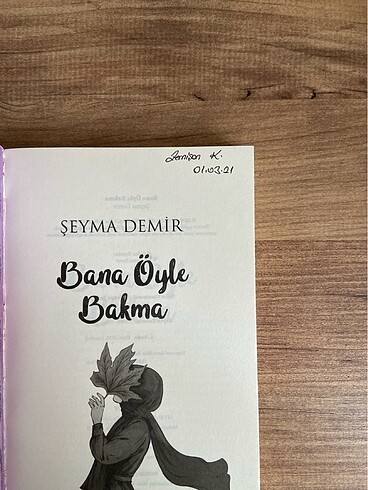 K.
01.03.21
ŞEYMA DEMİR
Bana Öyle
Bakma